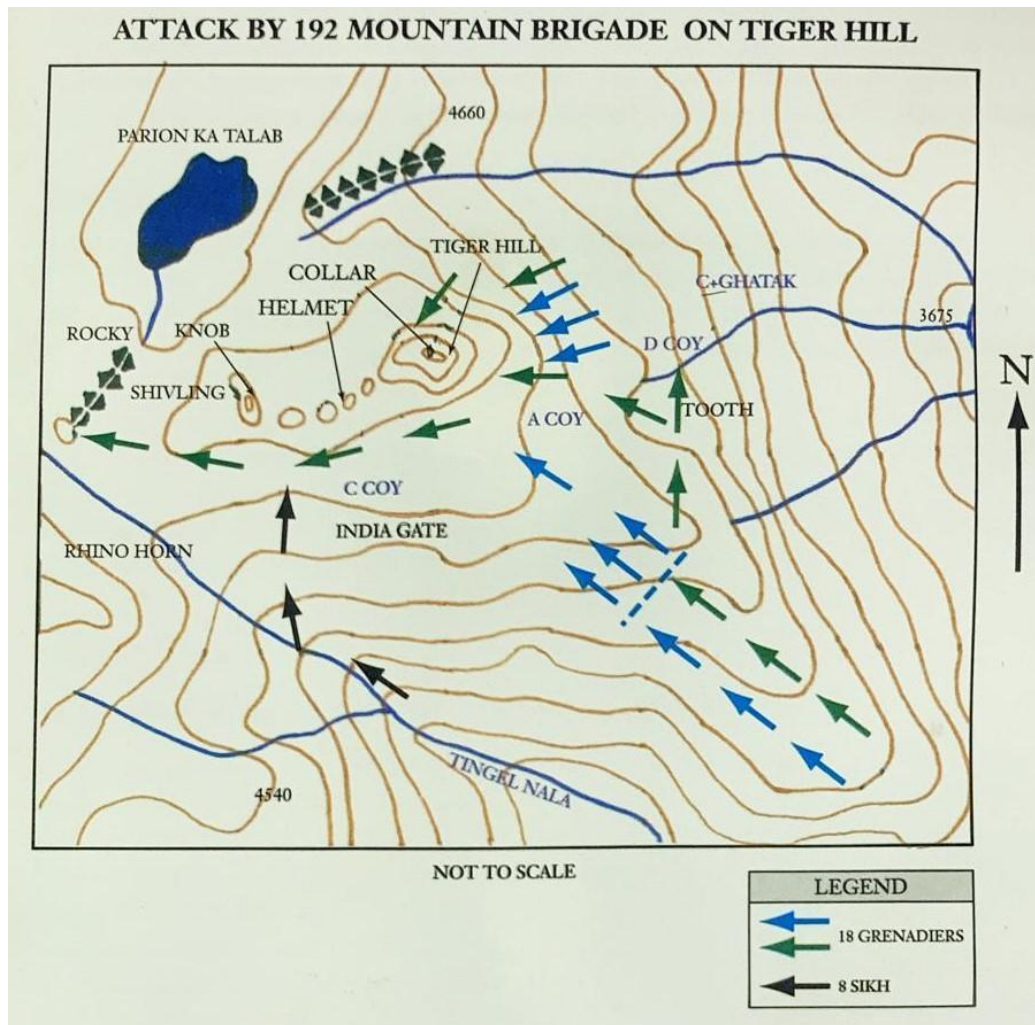 ATTACK BY 192 MOUNTAIN BRIGADE ON TIGER HILL
4660
PARION KA TALAB
TIGER HILL
COLLAR
C+GHATAK
HELMET
3675
ROCKY
KNOB
D COY
N
SHIVLING
TOOTH
A COY
C COY
INDIA GATE
RHINO HORN
TINGEL NALA
4540
NOT TO SCALE
LEGEND
18 GRENADIERS
8 SIKH